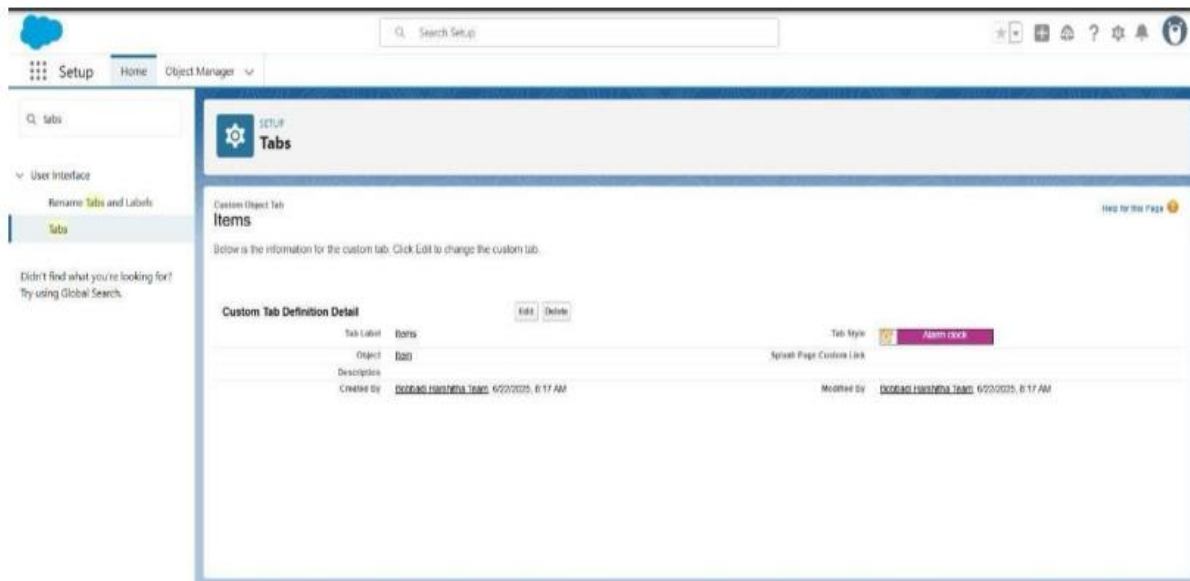 Search Setup
Setup
Home
Object Manager
tabs
User Interface
Rename Tabs and Labels
Tabs
Didn't find what you're looking for?
Try using Global Search.
SETUP
Tabs
Custom Object Tab
Items
Help for this Page
Below is the information for the custom tab. Click Edit to change the custom tab.
Custom Tab Definition Detail
Edit
Delete
Tab Label Items
Tab Style Alarm clock
Object Item
Splash Page Custom Link
Description
Created By Harshitha Team, 6/22/2025, 8:17 AM
Modified By Harshitha Team, 6/22/2025, 8:17 AM